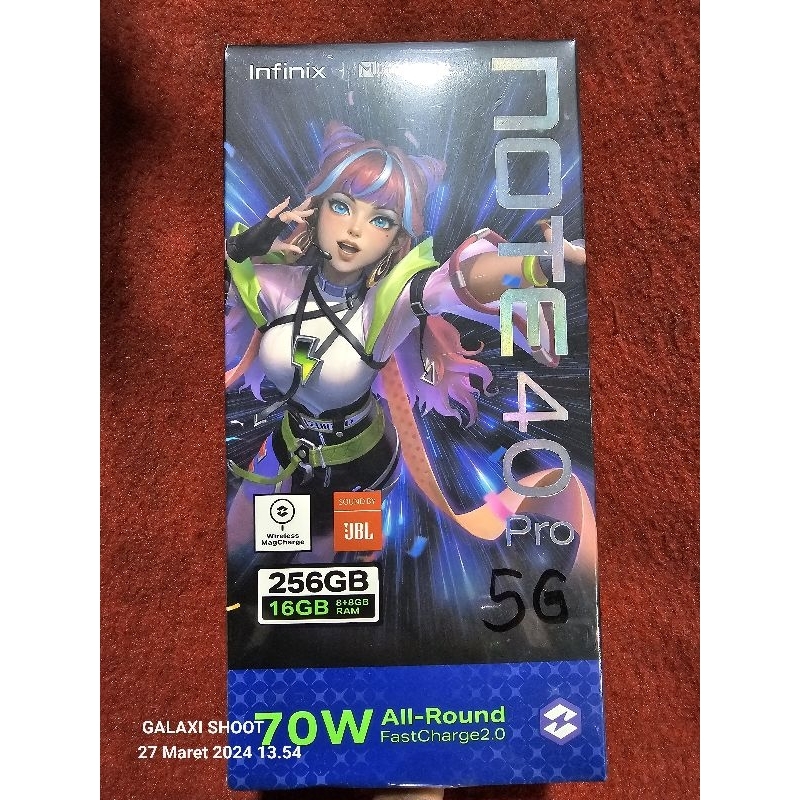 Infinix
NOTE 40
Pro
5G
Wireless
MagCharge
SOUND BY
JBL
256GB
16GB 8+8GB
RAM
70W All-Round
FastCharge2.0
GALAXI SHOOT
27 Maret 2024 13.54